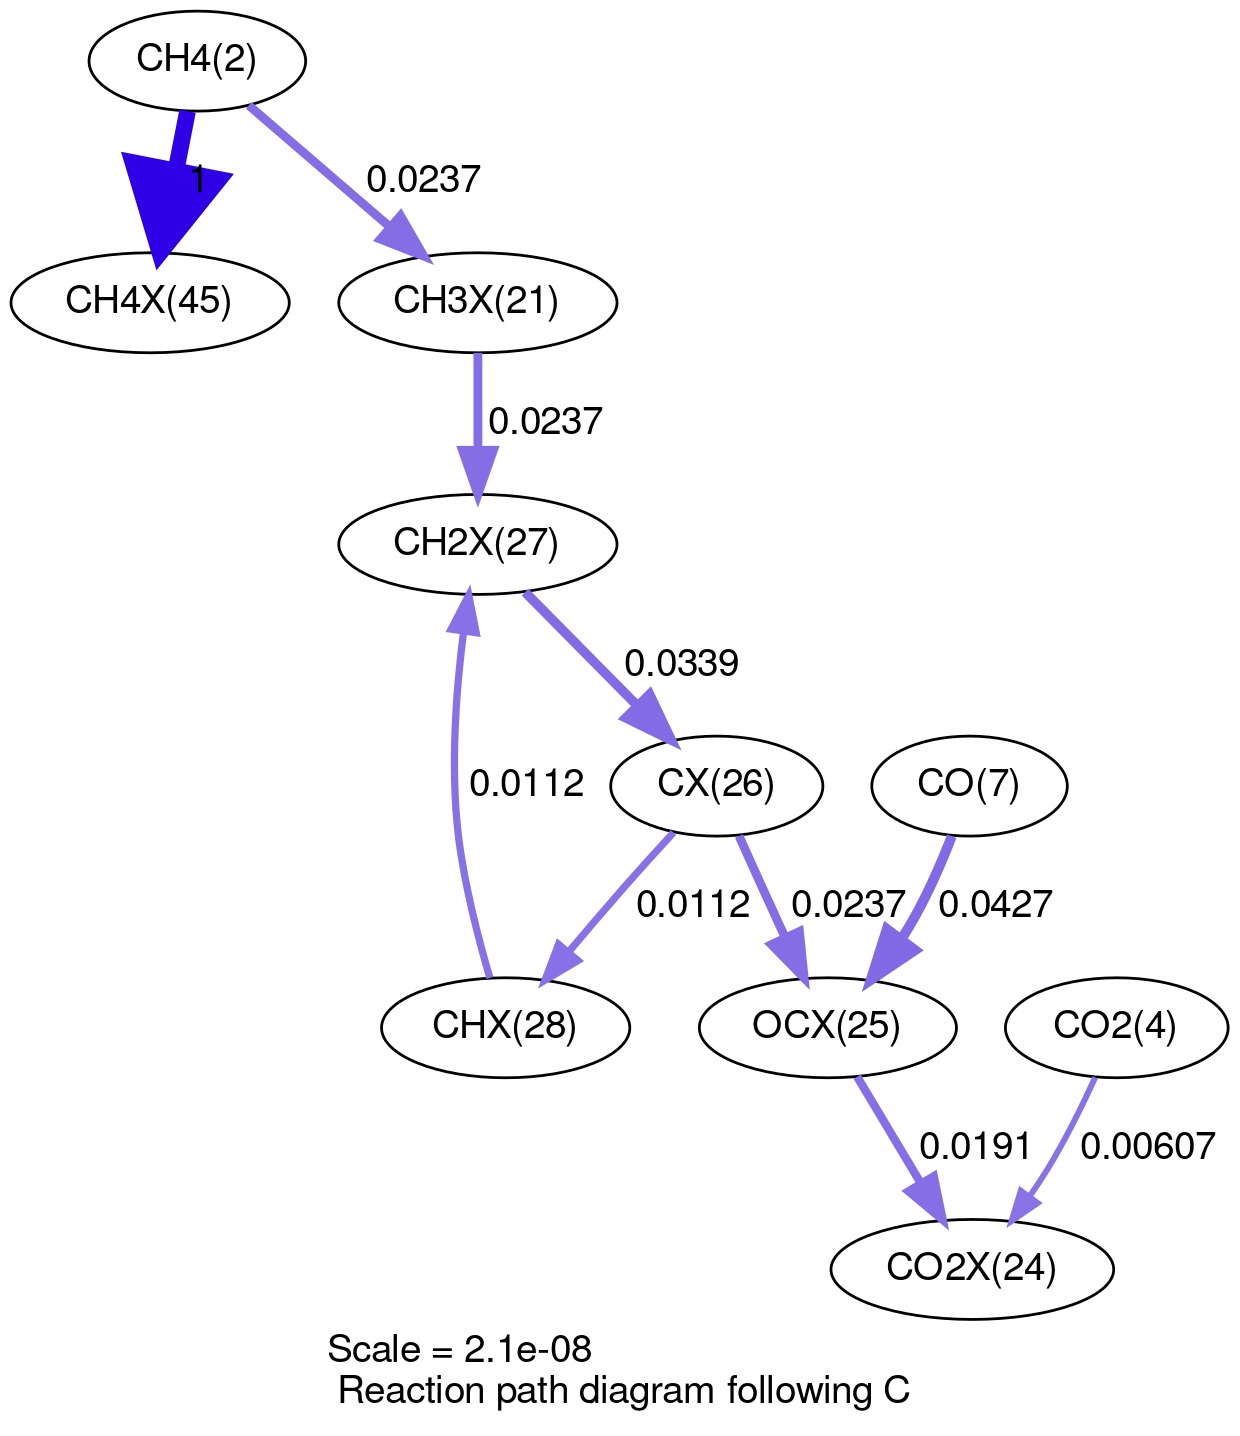 CH4(2)
1
0.0237
CH4X(45)
CH3X(21)
0.0237
CH2X(27)
0.0339
0.0112
CX(26)
CO(7)
0.0112
0.0237
0.0427
CHX(28)
OCX(25)
CO2(4)
0.0191
0.00607
CO2X(24)
Scale = 2.1e-08
Reaction path diagram following C